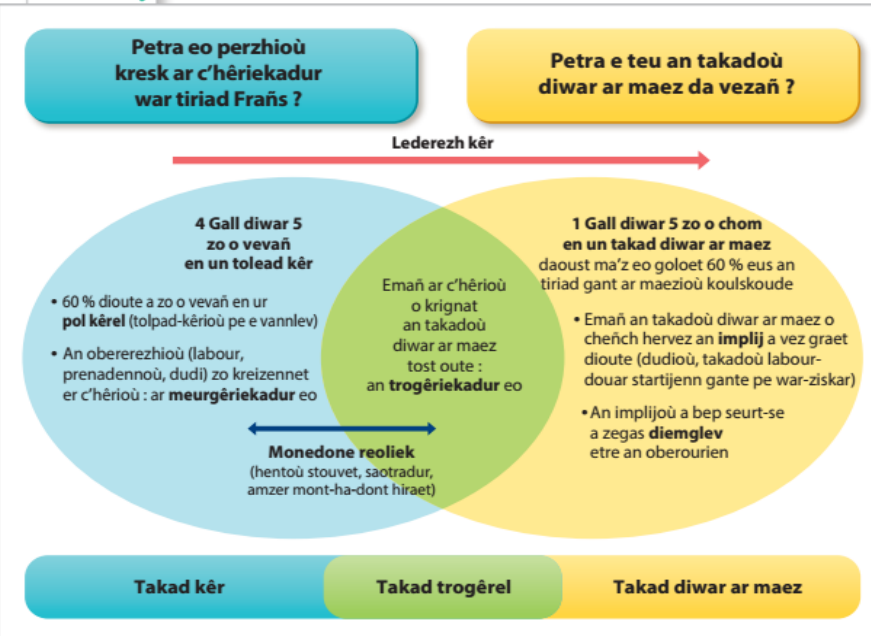 Petra eo perzhioù
kresk ar c'hêriekadur
war tiriad Frañs ?
Petra e teu an takadoù
diwar ar maez da vezañ ?
Lederezh kêr
4 Gall diwar 5
zo o vevañ
en un tolead kêr
• 60 % dioute a zo o vevañ en ur
pol kêrel (tolpad-kêrioù pe e vannlev)
• An obererezhioù (labour,
prenadennoù, dudi) zo kreizennet
er c'hêrioù : ar meurgêriekadur eo
Monedone reoliek
(hentoù stouvet, saotradur,
amzer mont-ha-dont hiraet)
Emañ ar c'hêrioù
o krignat
an takadoù
diwar ar maez
tost oute :
an trogêriekadur eo
1 Gall diwar 5 zo o chom
en un takad diwar ar maez
daoust ma'z eo goloet 60 % eus an
tiriad gant ar maezioù koulskoude
• Emañ an takadoù diwar ar maez o
cheñch hervez an implij a vez graet
dioute (dudioù, takadoù labour-
douar startijenn gante pe war-ziskar)
• An implijoù a bep seurt-se
a zegas diemglev
etre an oberourien
Takad kêr
Takad trogêrel
Takad diwar ar maez